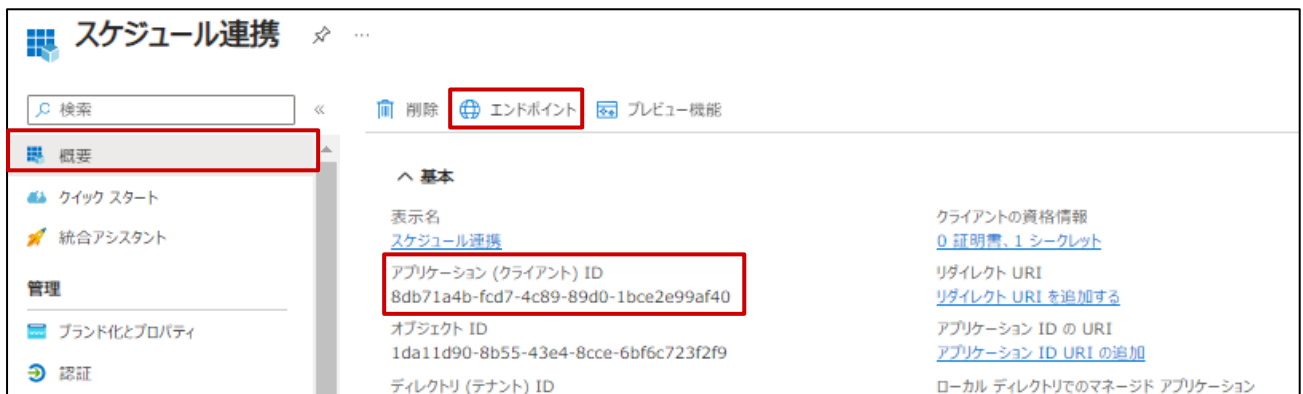 スケジュール連携
検索
削除 エンドポイント プレビュー機能
概要
クイック スタート
統合アシスタント
管理
ブランド化とプロパティ
認証
基本
表示名
スケジュール連携
アプリケーション (クライアント) ID
8db71a4b-fcd7-4c89-89d0-1bce2e99af40
オブジェクト ID
1da11d90-8b55-43e4-8cce-6bf6c723f2f9
ディレクトリ (テナント) ID
クライアントの資格情報
0 証明書、1 シークレット
リダイレクト URI
リダイレクト URI を追加する
アプリケーション ID の URI
アプリケーション ID URI の追加
ローカル ディレクトリでのマネージド アプリケーション